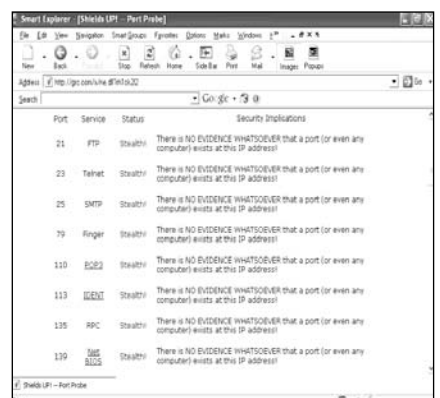 Smart Explorer - [Shields UP! -- Port Probe]
File Edit View Navigation Smart Groups Favorites Options Marks Windows
New Back Stop Refresh Home Side Bar Print Mail Images Popups
Address Go
Search Google
Port Service Status Security Implications
21 FTP Stealth! There is NO EVIDENCE WHATSOEVER that a port (or even any
computer) exists at this IP address!
23 Telnet Stealth! There is NO EVIDENCE WHATSOEVER that a port (or even any
computer) exists at this IP address!
25 SMTP Stealth! There is NO EVIDENCE WHATSOEVER that a port (or even any
computer) exists at this IP address!
79 Finger Stealth! There is NO EVIDENCE WHATSOEVER that a port (or even any
computer) exists at this IP address!
110 POP3 Stealth! There is NO EVIDENCE WHATSOEVER that a port (or even any
computer) exists at this IP address!
113 IDENT Stealth! There is NO EVIDENCE WHATSOEVER that a port (or even any
computer) exists at this IP address!
135 RPC Stealth! There is NO EVIDENCE WHATSOEVER that a port (or even any
computer) exists at this IP address!
139 Net BIOS Stealth! There is NO EVIDENCE WHATSOEVER that a port (or even any
computer) exists at this IP address!
Shields UP! -- Port Probe